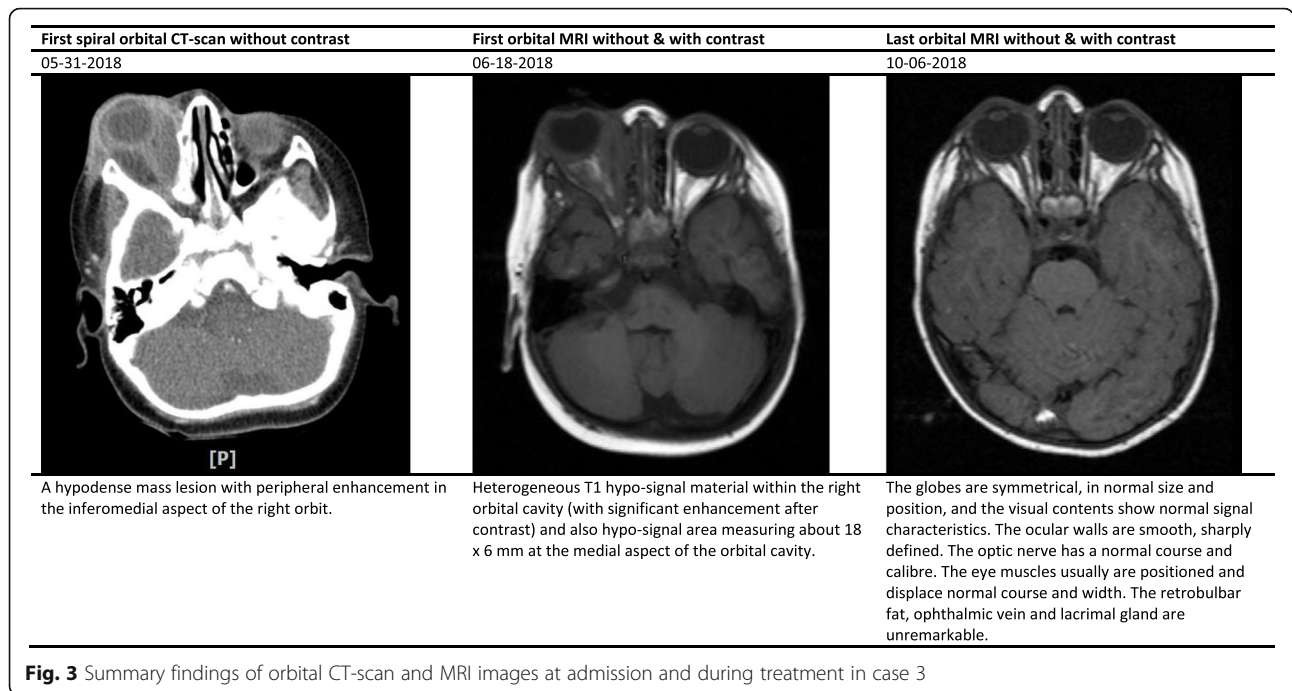 First spiral orbital CT-scan without contrast
First orbital MRI without & with contrast
Last orbital MRI without & with contrast
05-31-2018
06-18-2018
10-06-2018
[P]
A hypodense mass lesion with peripheral enhancement in
the inferomedial aspect of the right orbit.
Heterogeneous T1 hypo-signal material within the right
orbital cavity (with significant enhancement after
contrast) and also hypo-signal area measuring about 18
x 6 mm at the medial aspect of the orbital cavity.
The globes are symmetrical, in normal size and
position, and the visual contents show normal signal
characteristics. The ocular walls are smooth, sharply
defined. The optic nerve has a normal course and
calibre. The eye muscles usually are positioned and
displace normal course and width. The retrobulbar
fat, ophthalmic vein and lacrimal gland are
unremarkable.
Fig. 3 Summary findings of orbital CT-scan and MRI images at admission and during treatment in case 3